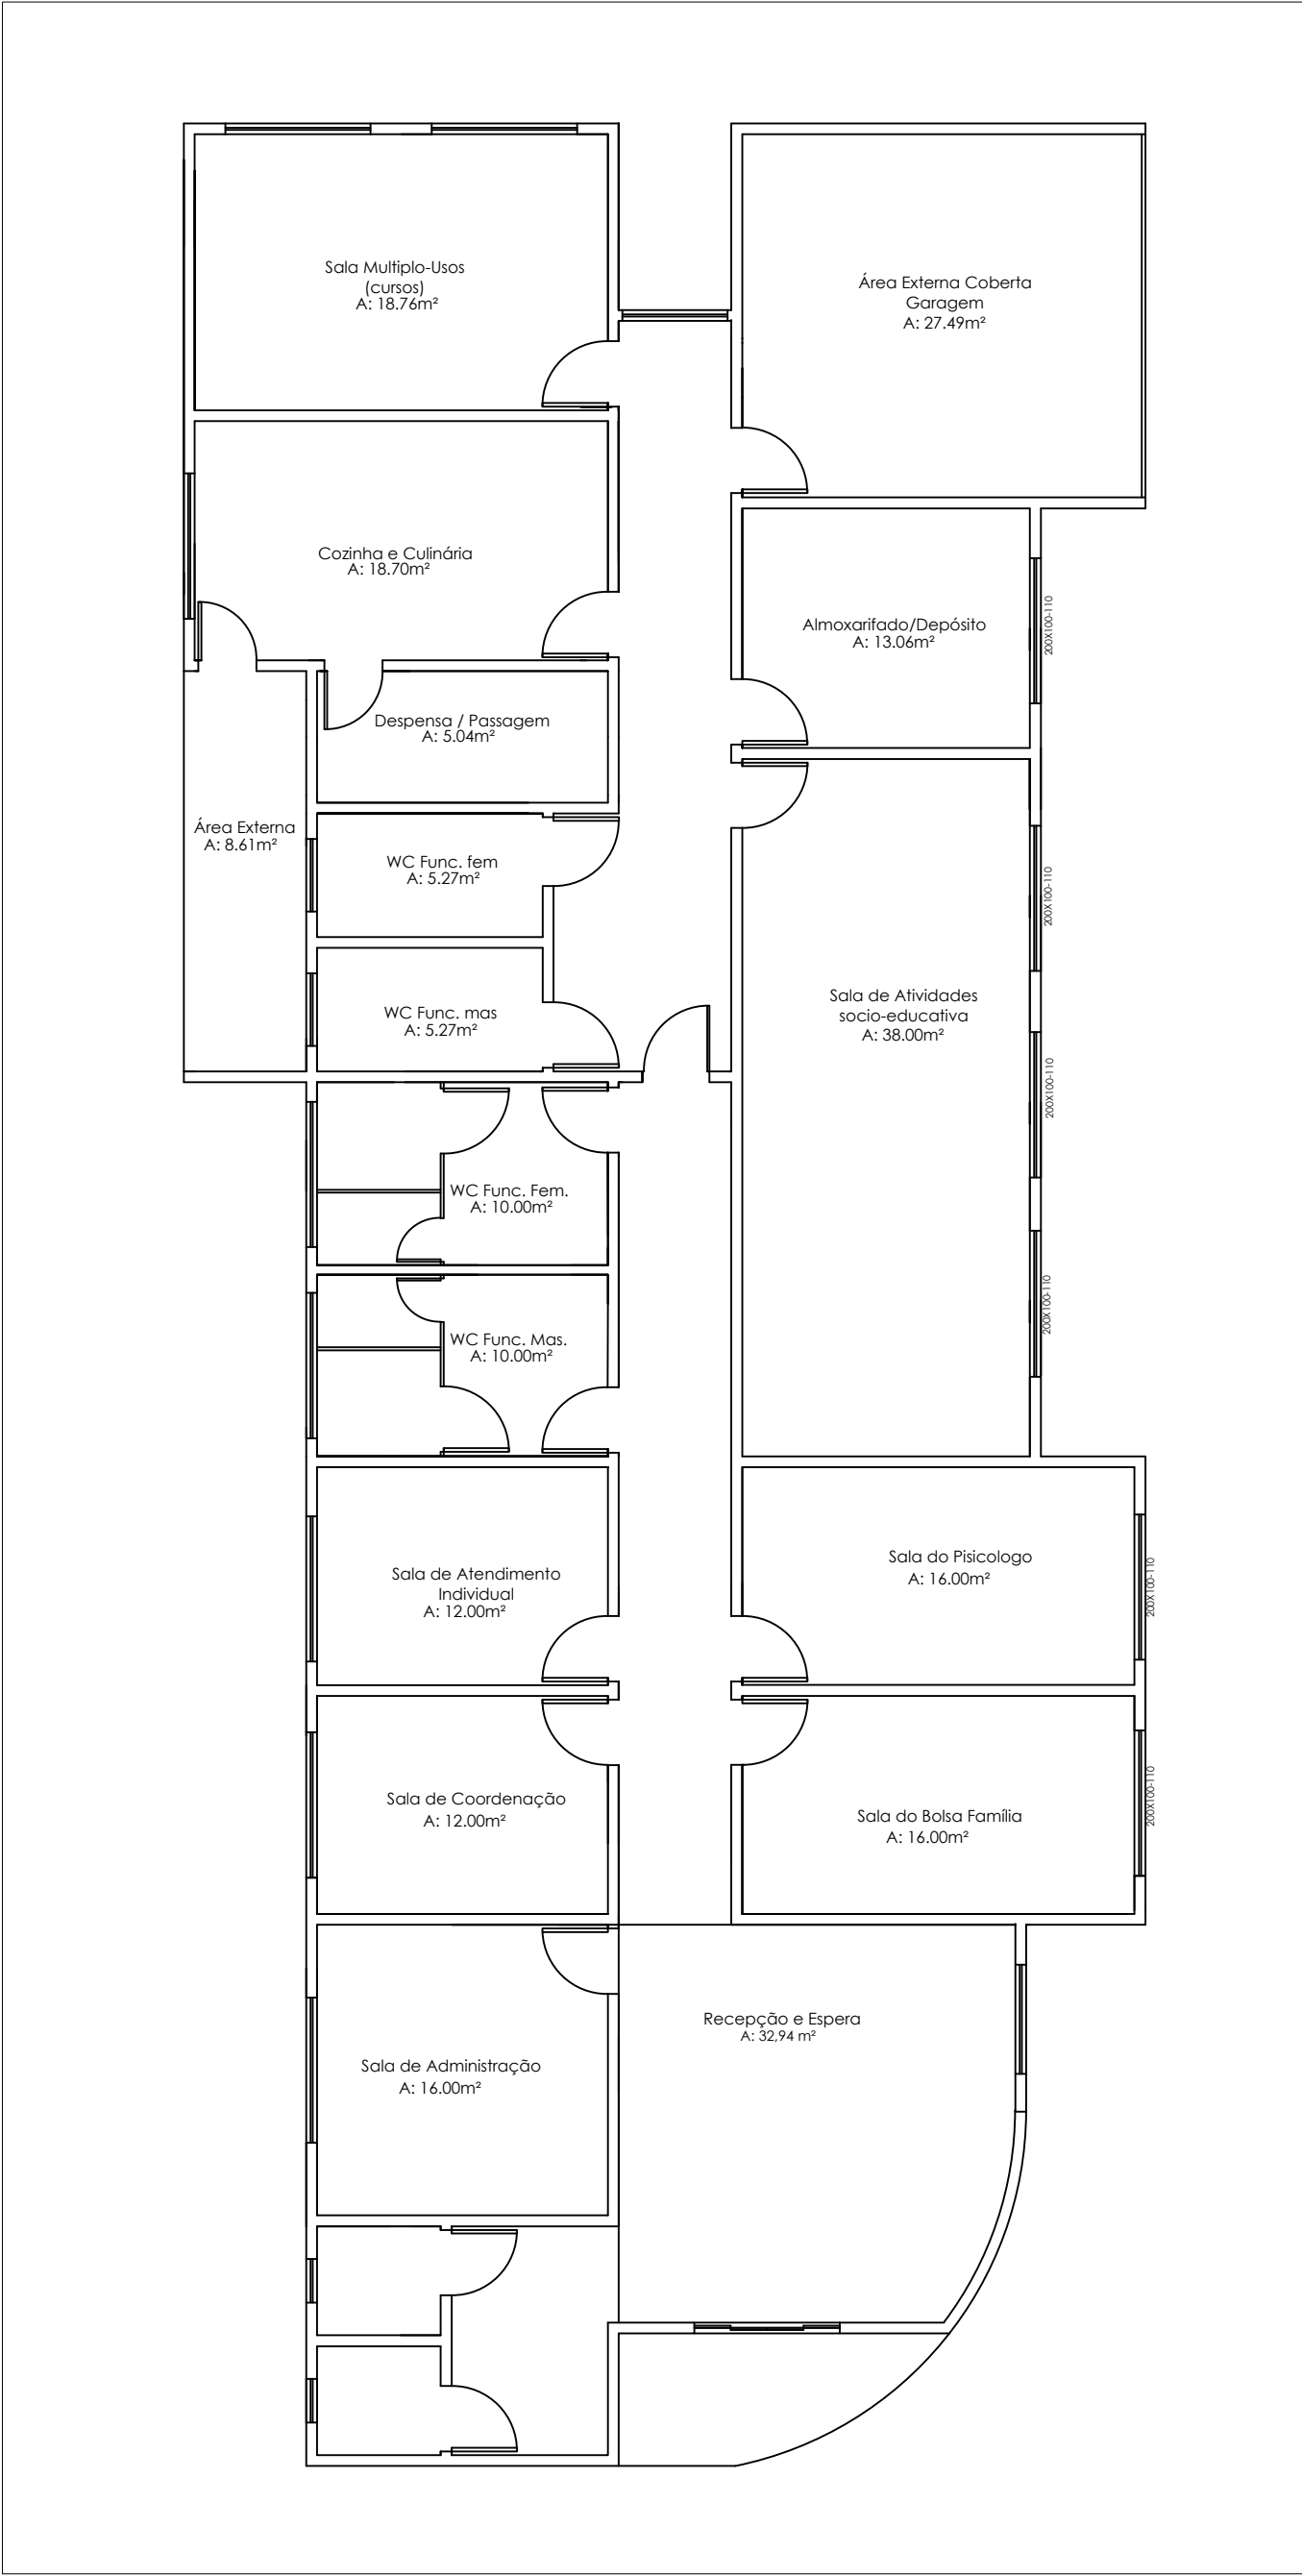 Sala Multiplo-Usos
(cursos)
A: 18.76m²
Área Externa Coberta
Garagem
A: 27.49m²
Cozinha e Culinária
A: 18.70m²
Almoxarifado/Depósito
A: 13.06m²
200X100-110
Despensa / Passagem
A: 5.04m²
Área Externa
A: 8.61m²
WC Func. fem
A: 5.27m²
200X100-110
WC Func. mas
A: 5.27m²
Sala de Atividades
socio-educativa
A: 38.00m²
200X100-110
WC Func. Fem.
A: 10.00m²
200X100-110
WC Func. Mas.
A: 10.00m²
Sala de Atendimento
Individual
A: 12.00m²
Sala do Pisicologo
A: 16.00m²
200X100-110
Sala de Coordenação
A: 12.00m²
Sala do Bolsa Família
A: 16.00m²
200X100-110
Recepção e Espera
A: 32,94 m²
Sala de Administração
A: 16.00m²